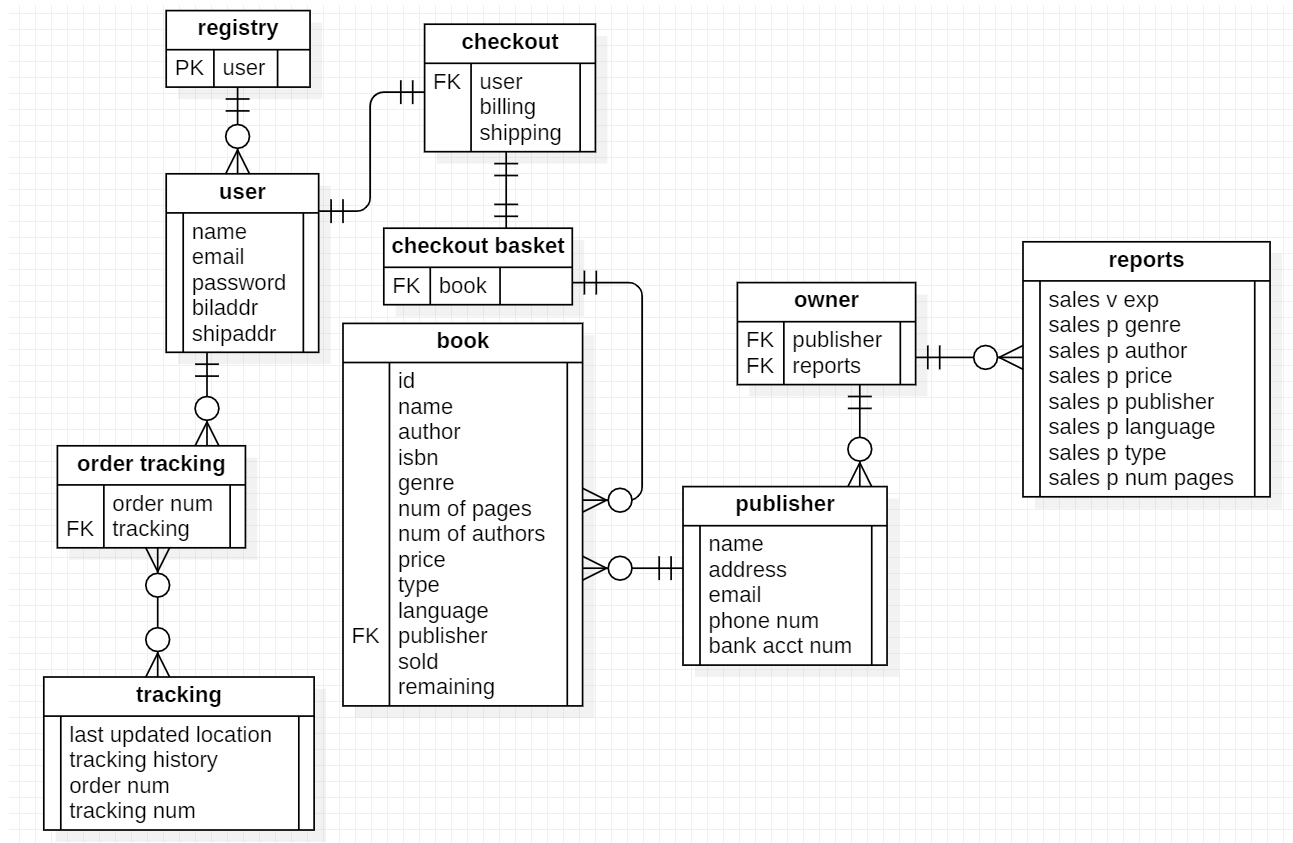 registry
PK user
checkout
FK user
billing
shipping
user
name
email
password
biladdr
shipaddr
checkout basket
FK book
book
id
name
author
isbn
genre
num of pages
num of authors
price
type
language
FK publisher
sold
remaining
owner
FK publisher
FK reports
reports
sales v exp
sales p genre
sales p author
sales p price
sales p publisher
sales p language
sales p type
sales p num pages
order tracking
order num
FK tracking
publisher
name
address
email
phone num
bank acct num
tracking
last updated location
tracking history
order num
tracking num